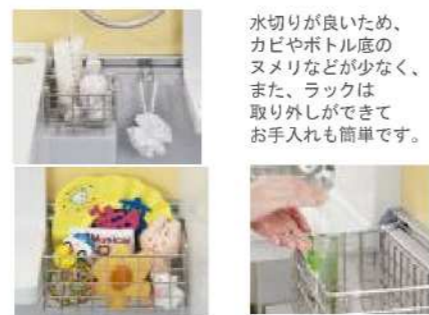 水切りが良いため、
カビやボトル底の
ヌメリなどが少なく、
また、ラックは
取り外しができて
お手入れも簡単です。
Musical